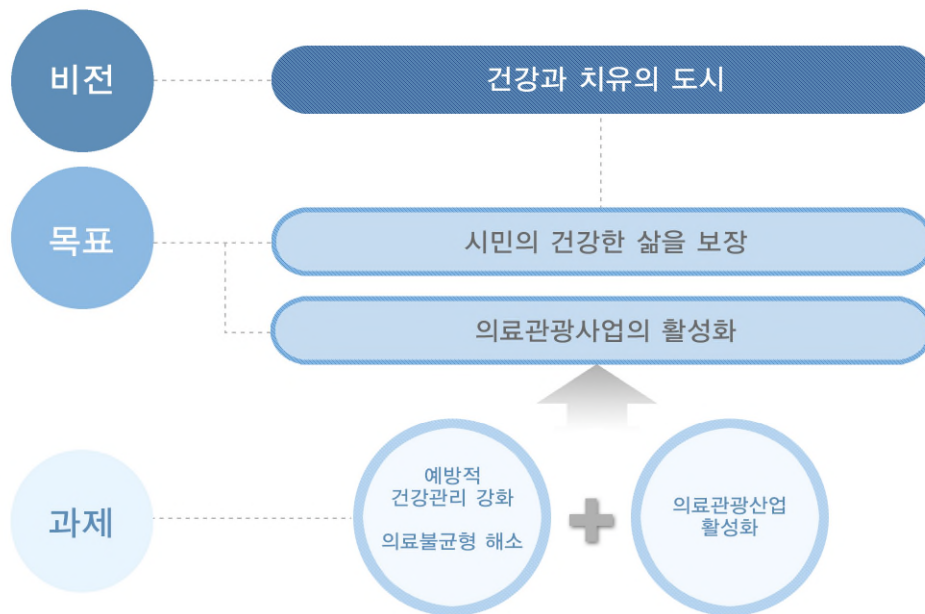 비전
건강과 치유의 도시
목표
시민의 건강한 삶을 보장
의료관광사업의 활성화
과제
예방적
건강관리 강화
의료불균형 해소
의료관광산업
활성화